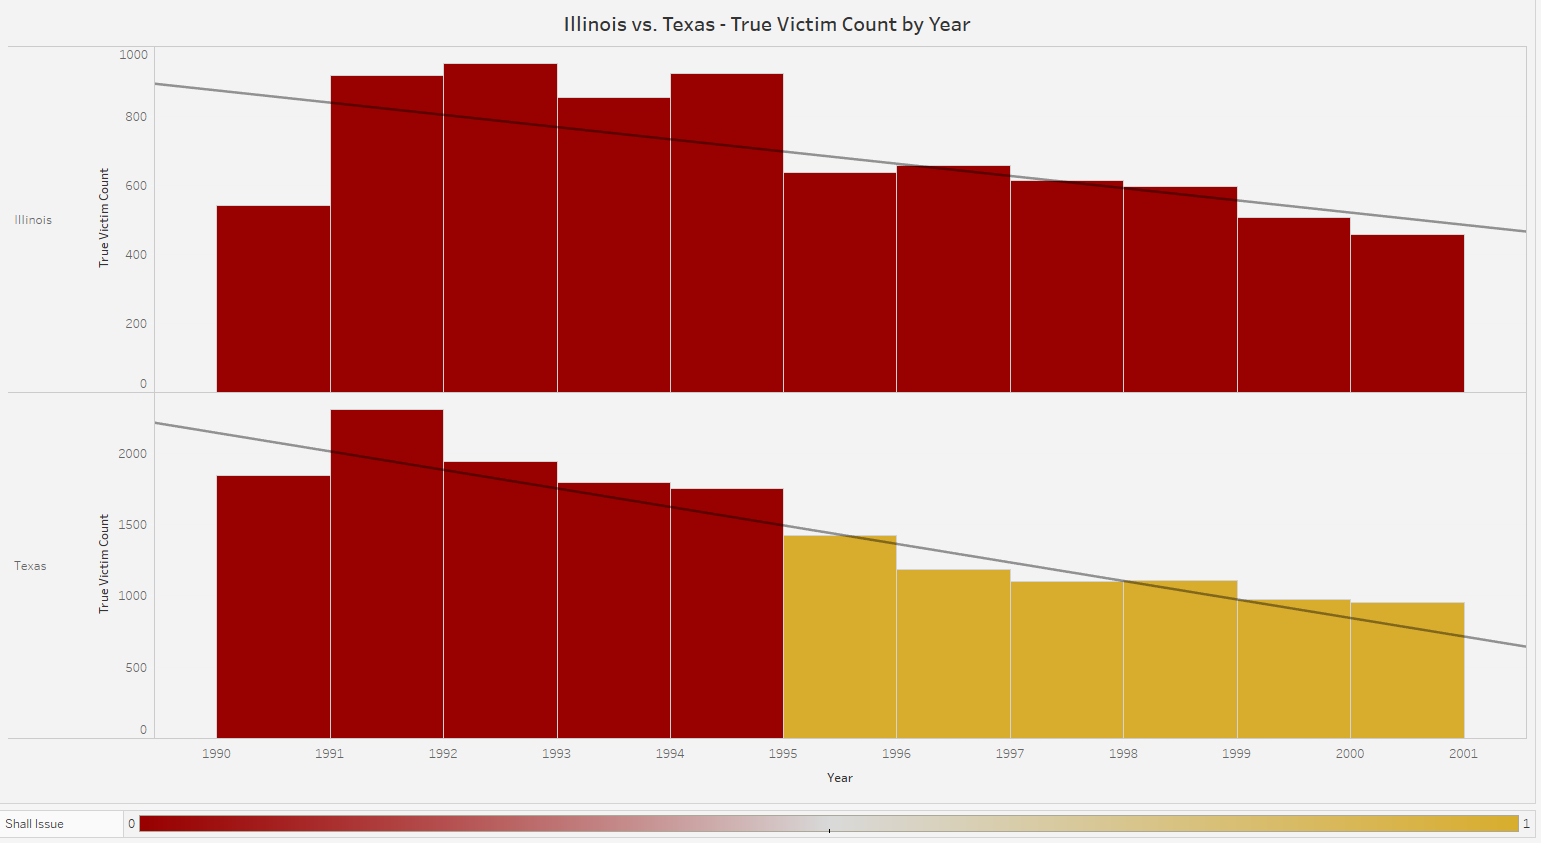 Illinois vs. Texas - True Victim Count by Year
Illinois
True Victim Count
1000
800
600
400
200
0
Texas
True Victim Count
2000
1500
1000
500
0
1990 1991 1992 1993 1994 1995 1996 1997 1998 1999 2000 2001
Year
Shall Issue 0 1